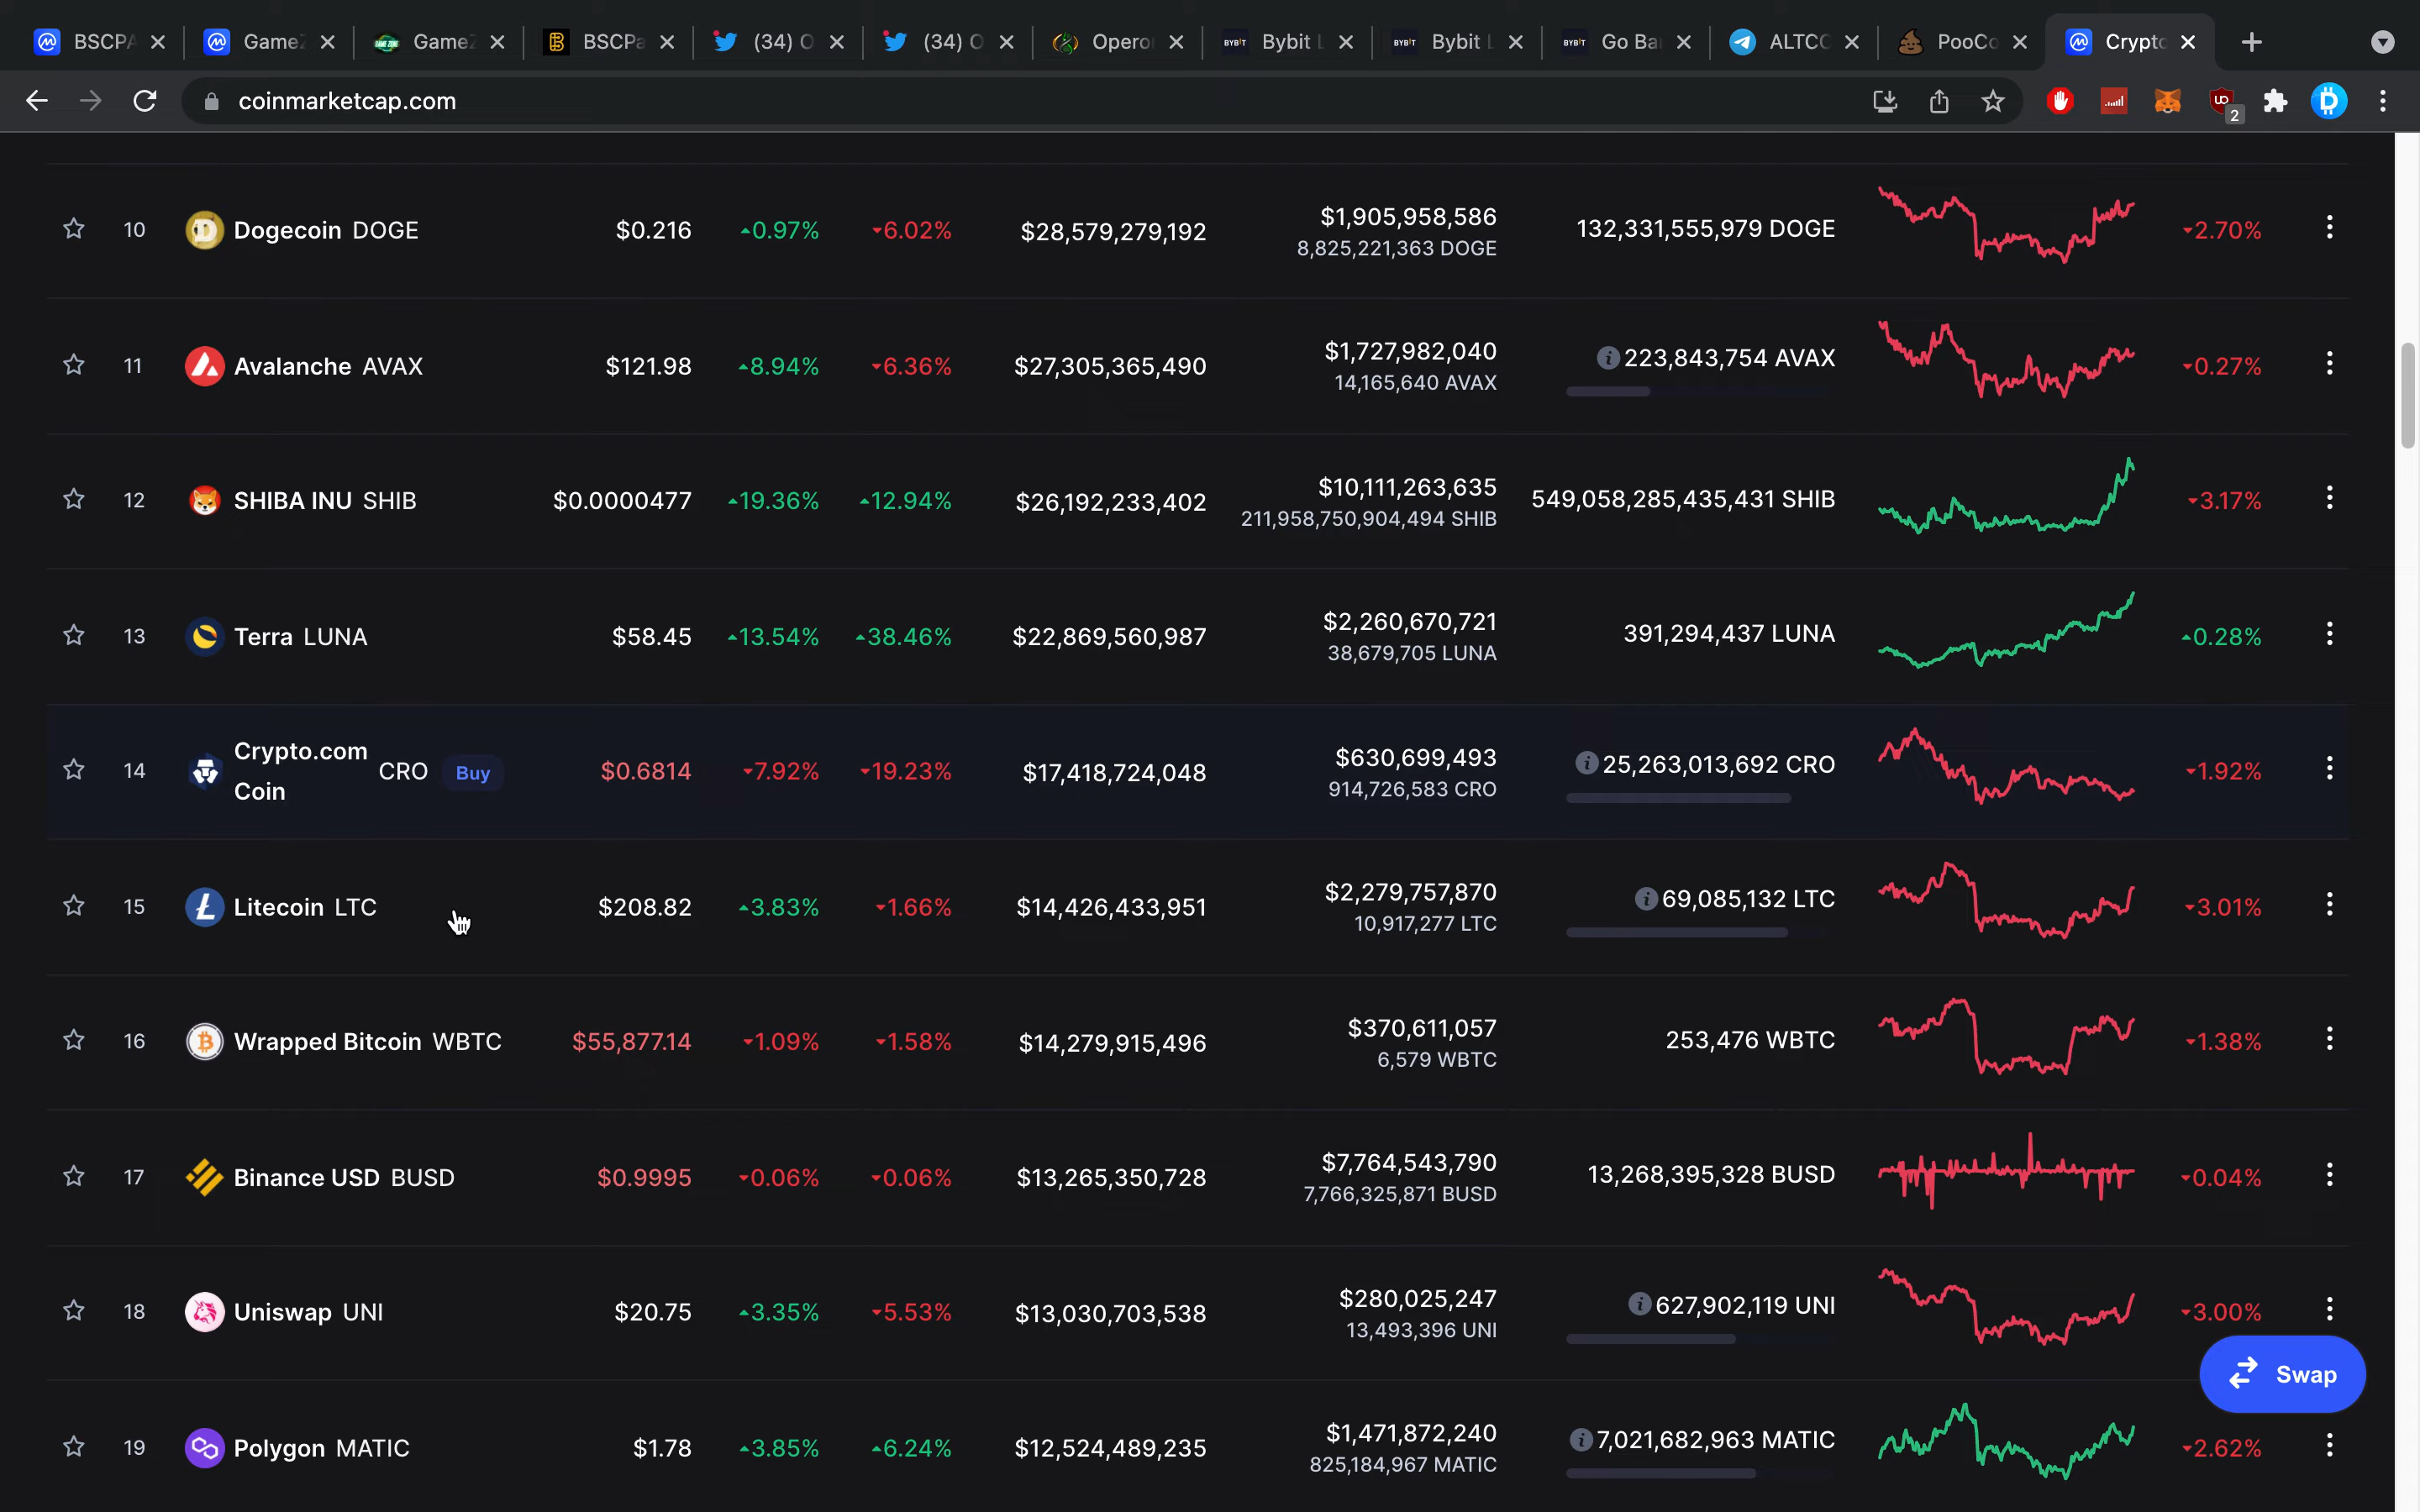 BSCPA GameZ GameZ BSCPa (34) O (34) O Opero Bybit L Bybit L Go Ba ALTCC PooCo Crypto
coinmarketcap.com 2
10 Dogecoin DOGE $0.216 0.97% 6.02% $28,579,279,192 $1,905,958,586 132,331,555,979 DOGE 2.70%
8,825,221,363 DOGE
11 Avalanche AVAX $121.98 8.94% 6.36% $27,305,365,490 $1,727,982,040 223,843,754 AVAX 0.27%
14,165,640 AVAX
12 SHIBA INU SHIB $0.0000477 19.36% 12.94% $26,192,233,402 $10,111,263,635 549,058,285,435,431 SHIB 3.17%
211,958,750,904,494 SHIB
13 Terra LUNA $58.45 13.54% 38.46% $22,869,560,987 $2,260,670,721 391,294,437 LUNA 0.28%
38,679,705 LUNA
14 Crypto.com Coin CRO Buy $0.6814 7.92% 19.23% $17,418,724,048 $630,699,493 25,263,013,692 CRO 1.92%
914,726,583 CRO
15 Litecoin LTC $208.82 3.83% 1.66% $14,426,433,951 $2,279,757,870 69,085,132 LTC 3.01%
10,917,277 LTC
16 Wrapped Bitcoin WBTC $55,877.14 1.09% 1.58% $14,279,915,496 $370,611,057 253,476 WBTC 1.38%
6,579 WBTC
17 Binance USD BUSD $0.9995 0.06% 0.06% $13,265,350,728 $7,764,543,790 13,268,395,328 BUSD 0.04%
7,766,325,871 BUSD
18 Uniswap UNI $20.75 3.35% 5.53% $13,030,703,538 $280,025,247 627,902,119 UNI 3.00%
13,493,396 UNI
Swap
19 Polygon MATIC $1.78 3.85% 6.24% $12,524,489,235 $1,471,872,240 7,021,682,963 MATIC 2.62%
825,184,967 MATIC